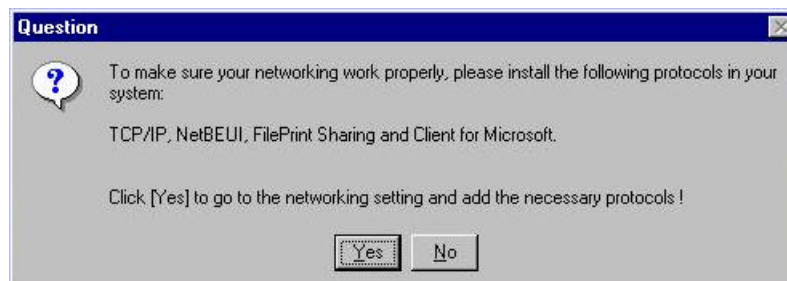 Question
To make sure your networking work properly, please install the following protocols in your
system:
TCP/IP, NetBEUI, FilePrint Sharing and Client for Microsoft.
Click [Yes] to go to the networking setting and add the necessary protocols !
Yes
No